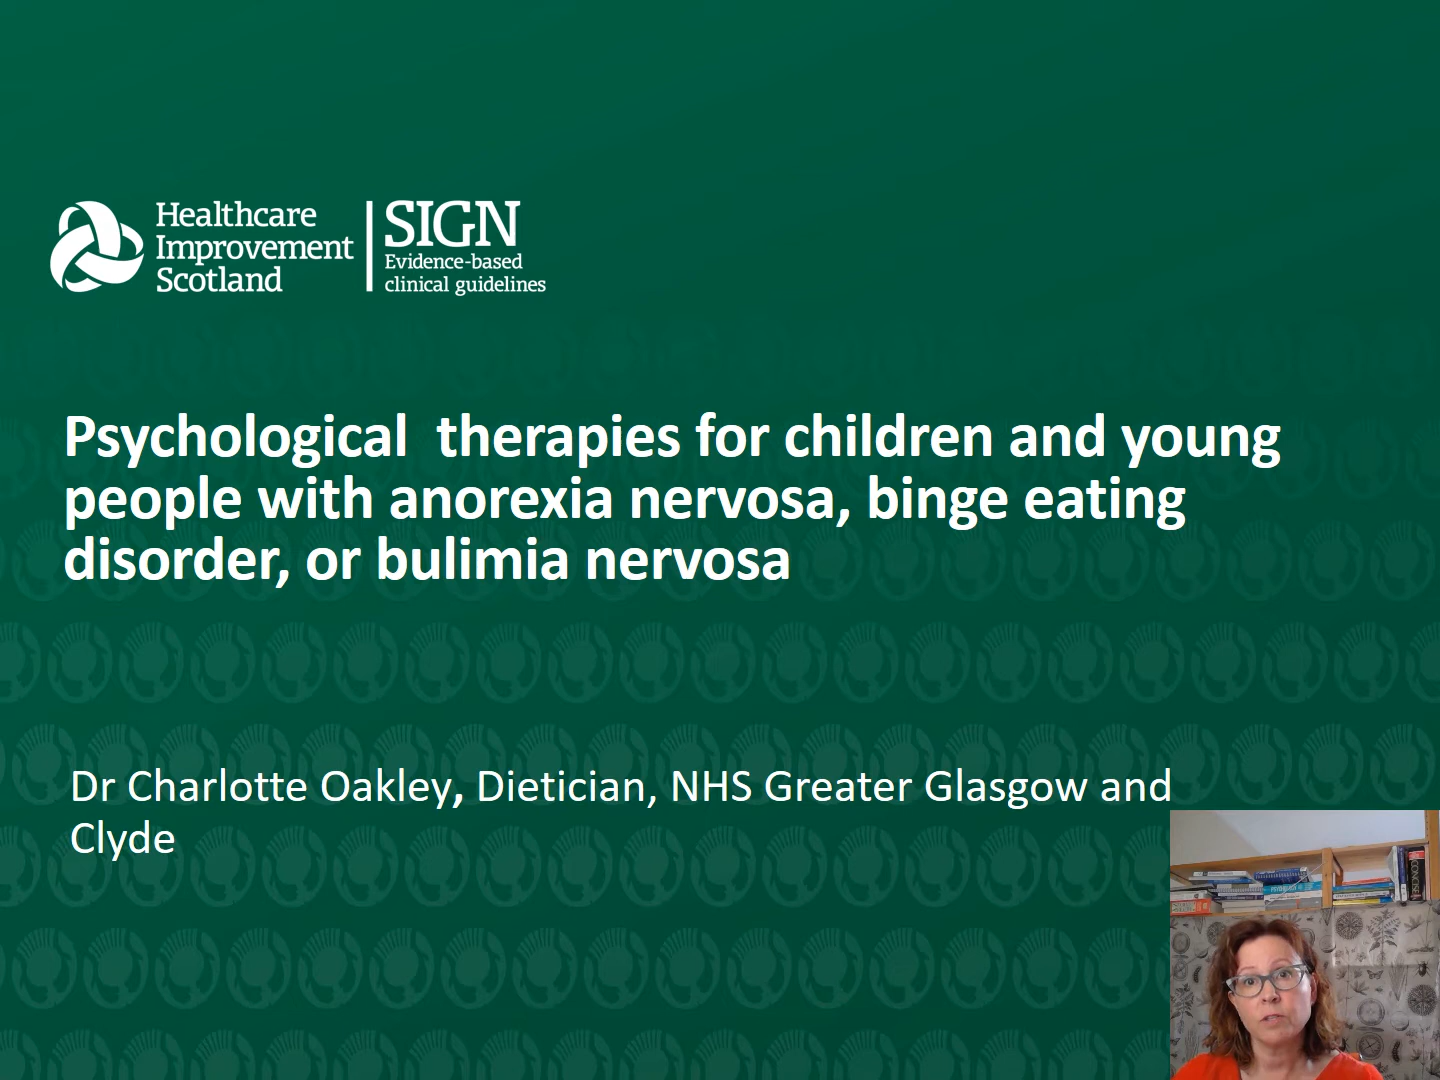 Healthcare
Improvement
Scotland
SIGN
Evidence-based
clinical guidelines
Psychological  therapies for children and young
people with anorexia nervosa, binge eating
disorder, or bulimia nervosa
Dr Charlotte Oakley, Dietician, NHS Greater Glasgow and
Clyde